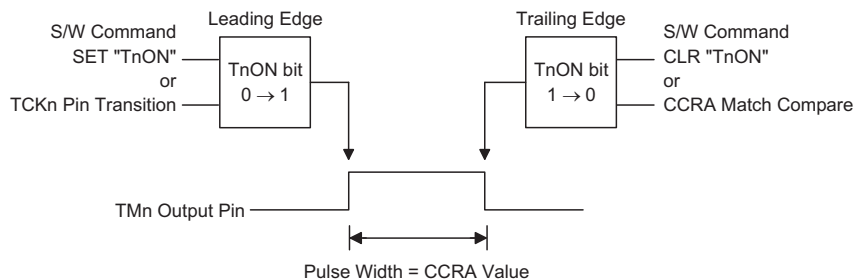 Leading Edge
S/W Command
SET "TnON"
or
TCKn Pin Transition
TnON bit
0 → 1
Trailing Edge
TnON bit
1 → 0
S/W Command
CLR "TnON"
or
CCRA Match Compare
TMn Output Pin
Pulse Width = CCRA Value